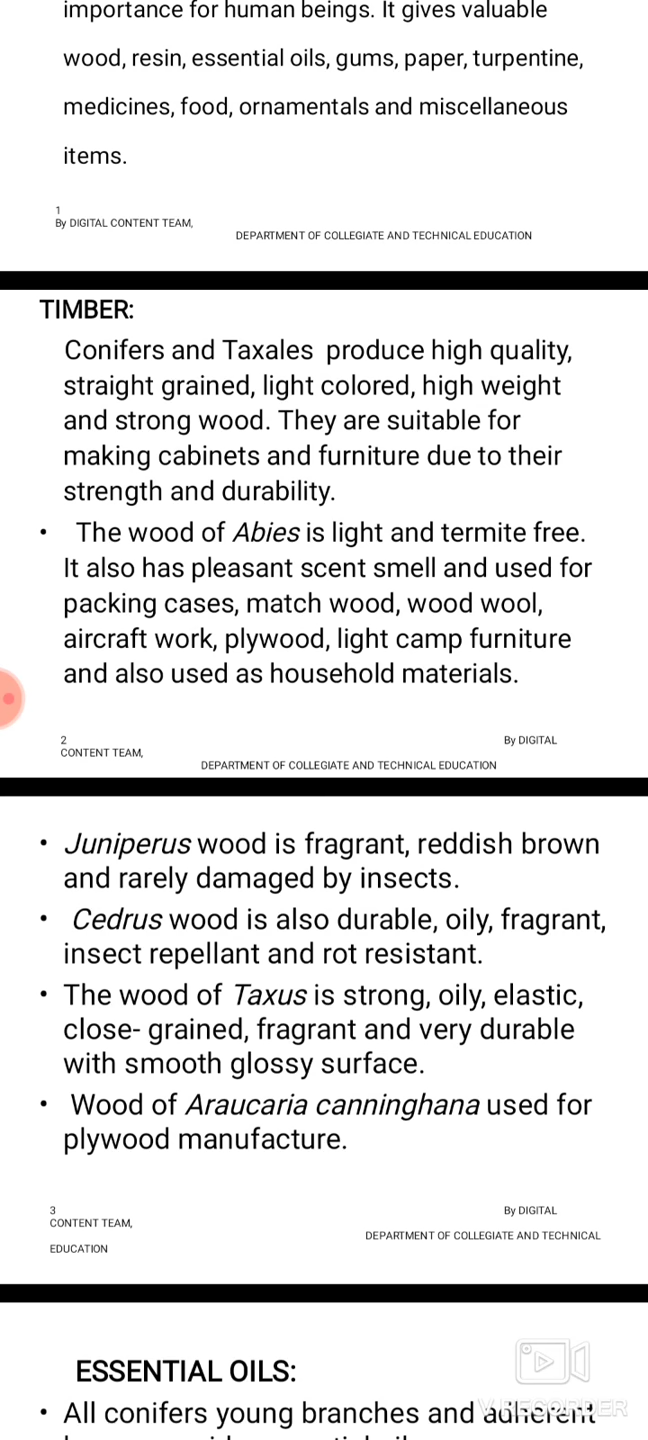 importance for human beings. It gives valuable
wood, resin, essential oils, gums, paper, turpentine,
medicines, food, ornamentals and miscellaneous
items.
1
By DIGITAL CONTENT TEAM,
DEPARTMENT OF COLLEGIATE AND TECHNICAL EDUCATION
TIMBER:
Conifers and Taxales produce high quality,
straight grained, light colored, high weight
and strong wood. They are suitable for
making cabinets and furniture due to their
strength and durability.
• The wood of Abies is light and termite free.
It also has pleasant scent smell and used for
packing cases, match wood, wood wool,
aircraft work, plywood, light camp furniture
and also used as household materials.
2 By DIGITAL
CONTENT TEAM,
DEPARTMENT OF COLLEGIATE AND TECHNICAL EDUCATION
• Juniperus wood is fragrant, reddish brown
and rarely damaged by insects.
• Cedrus wood is also durable, oily, fragrant,
insect repellant and rot resistant.
• The wood of Taxus is strong, oily, elastic,
close- grained, fragrant and very durable
with smooth glossy surface.
• Wood of Araucaria canninghana used for
plywood manufacture.
3 By DIGITAL
CONTENT TEAM,
DEPARTMENT OF COLLEGIATE AND TECHNICAL
EDUCATION
ESSENTIAL OILS:
• All conifers young branches and adherent
V RECORDER